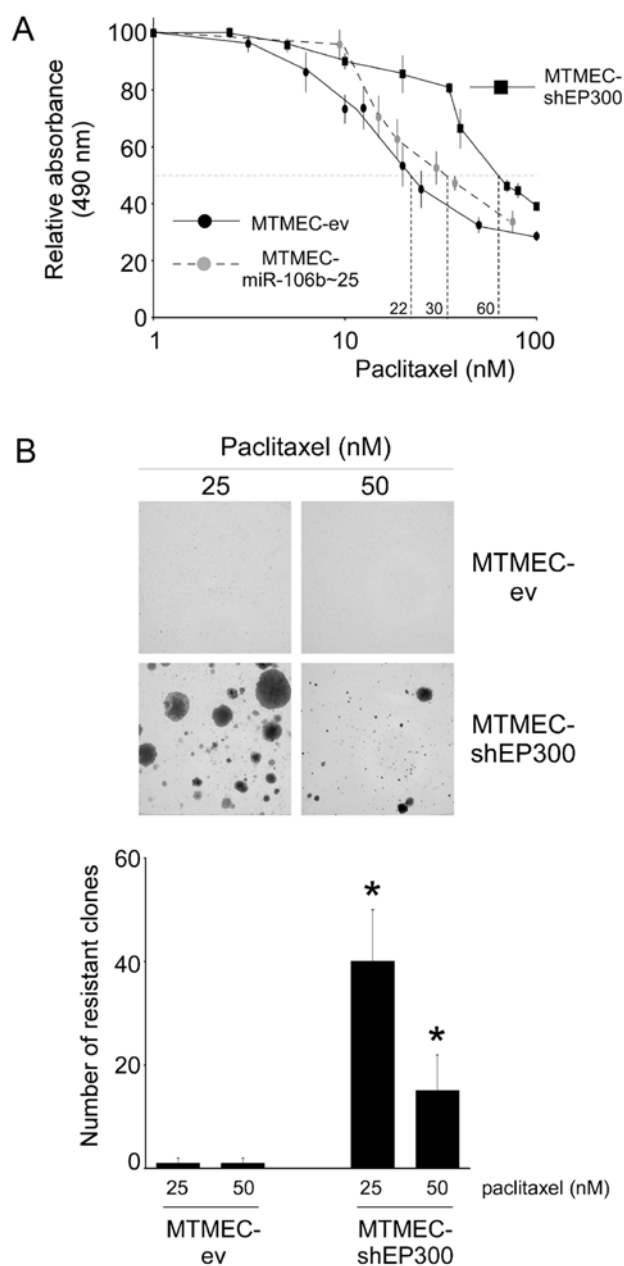 A
Relative absorbance
(490 nm)
100
80
60
40
20
0
MTMEC-
shEP300
MTMEC-ev
MTMEC-
miR-106b~25
22
30
60
1
10
100
Paclitaxel (nM)
B
Paclitaxel (nM)
25
50
MTMEC-
ev
MTMEC-
shEP300
Number of resistant clones
60
40
20
0
*
*
25
50
25
50
paclitaxel (nM)
MTMEC-
ev
MTMEC-
shEP300